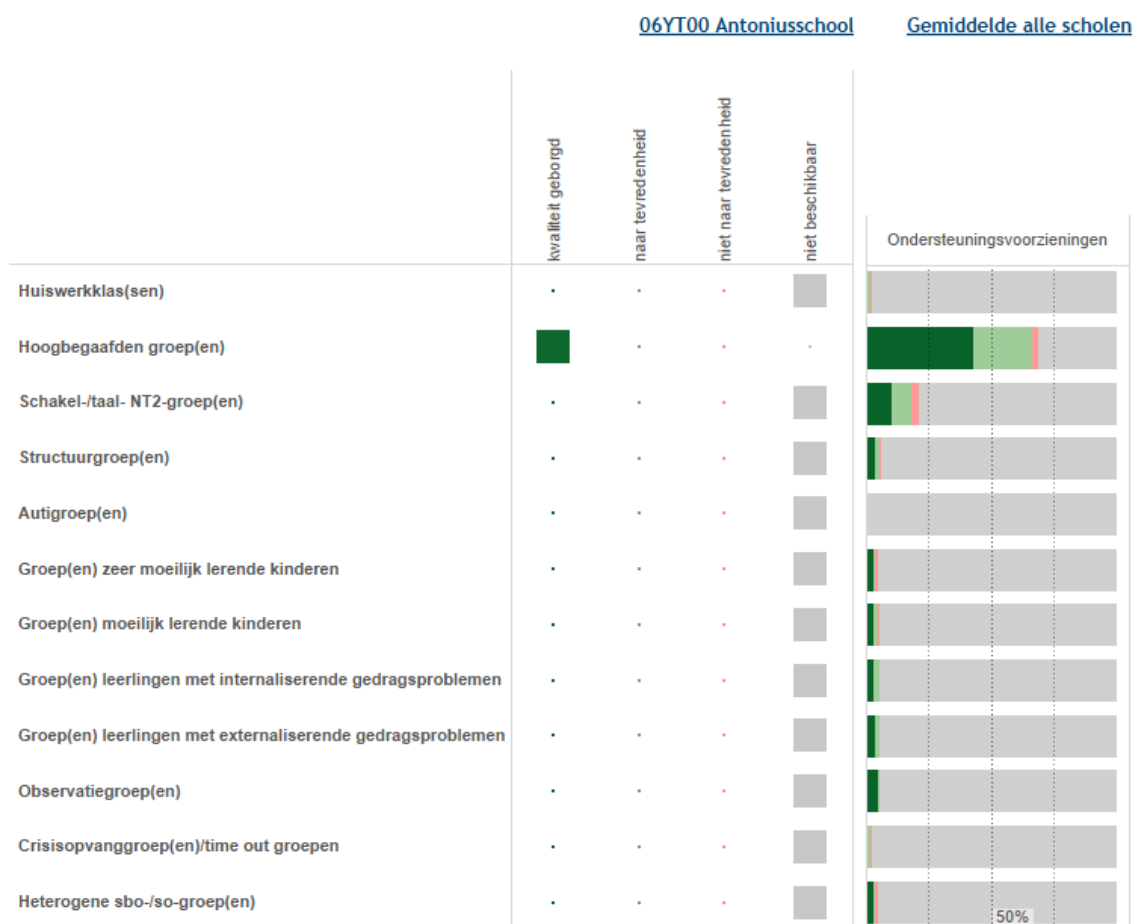 06YT00 Antoniusschool
Gemiddelde alle scholen
kwaliteit geborgd
naar tevredenheid
niet naar tevredenheid
niet beschikbaar
Ondersteuningsvoorzieningen
Huiswerkklas(sen)
Hoogbegaafden groep(en)
Schakel-/taal- NT2-groep(en)
Structuurgroep(en)
Autigroep(en)
Groep(en) zeer moeilijk lerende kinderen
Groep(en) moeilijk lerende kinderen
Groep(en) leerlingen met internaliserende gedragsproblemen
Groep(en) leerlingen met externaliserende gedragsproblemen
Observatiegroep(en)
Crisisopvanggroep(en)/time out groepen
Heterogene sbo-/so-groep(en)
50%